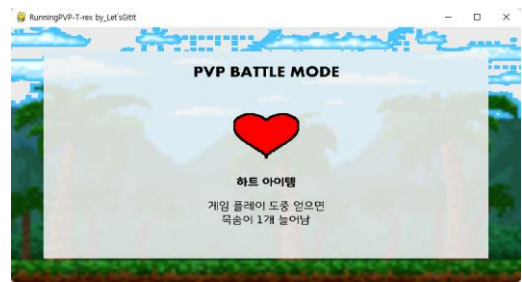 RunningPVP-T-rex by_Let'sGitIt
PVP BATTLE MODE
하트 아이템
게임 플레이 도중 얻으면
목숨이 1개 늘어남